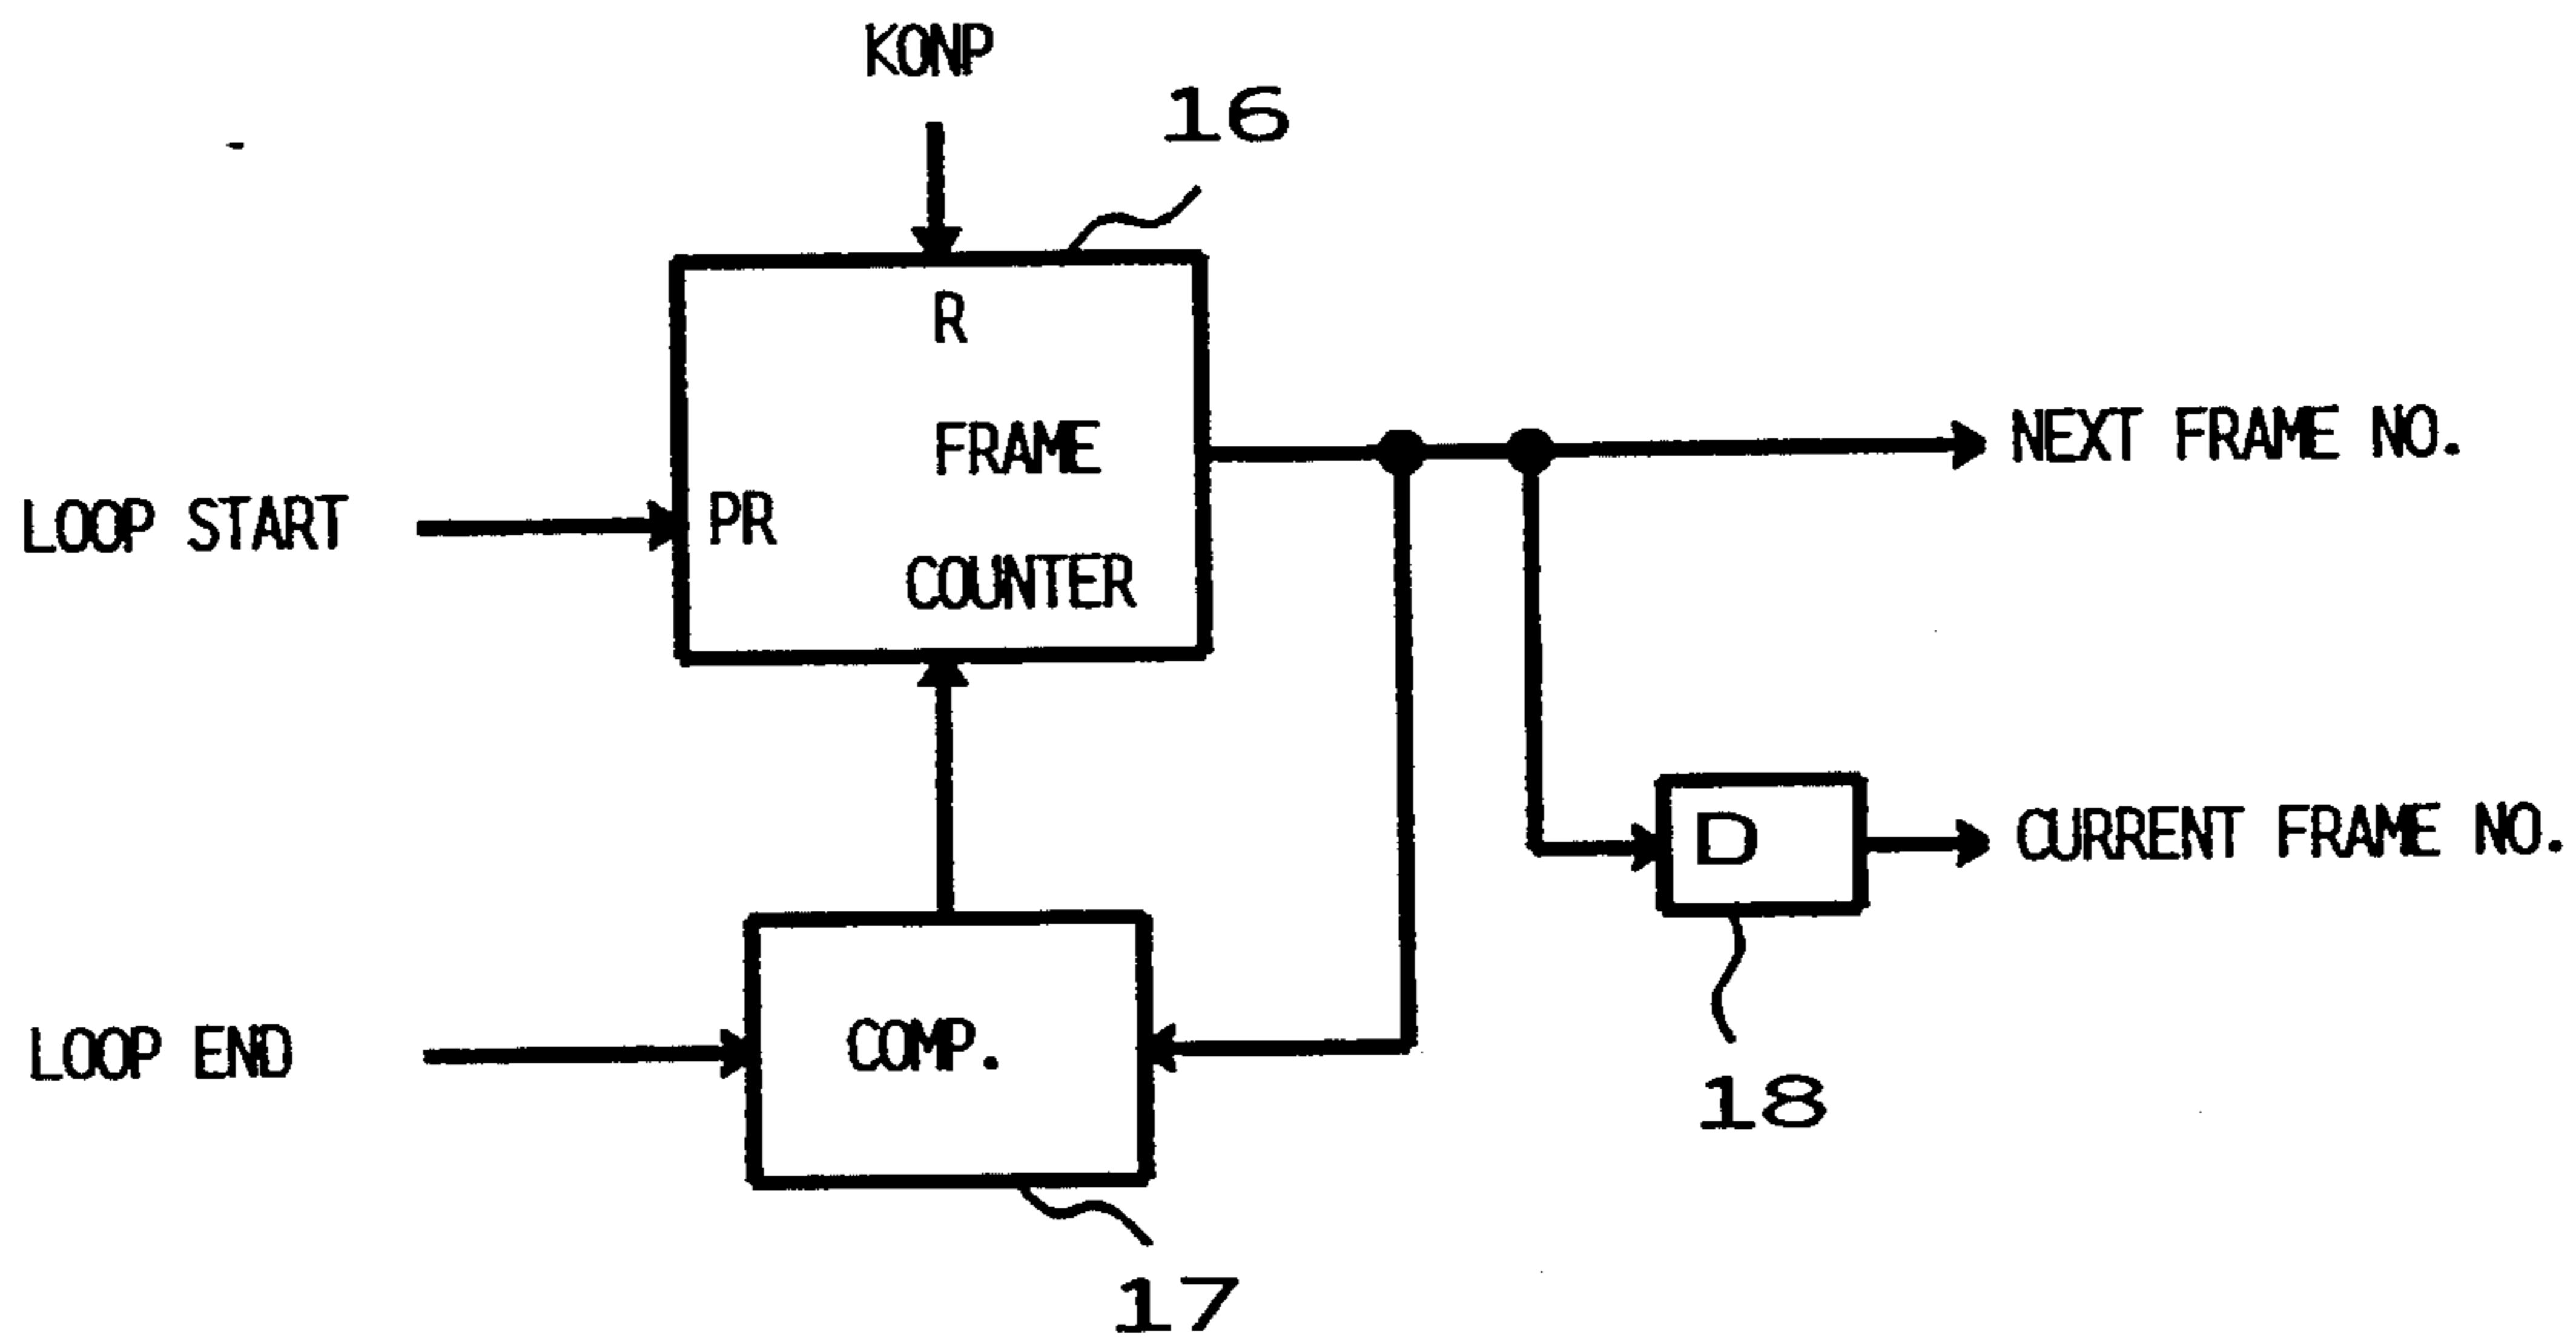 KONP
16
R
FRAME
NEXT FRAME NO.
LOOP START
PR
COUNTER
D
CURRENT FRAME NO.
LOOP END
COMP.
18
17